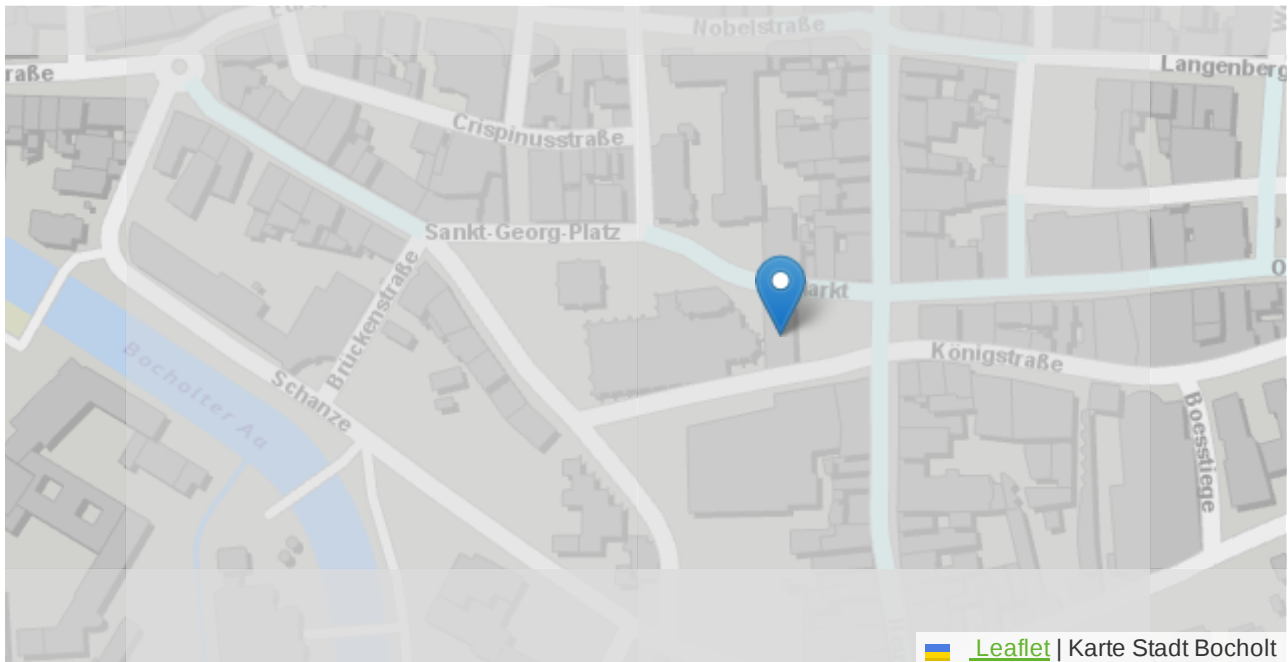 Nobelstraße
raße
Langenberg
Crispinusstraße
Sankt-Georg-Platz
arkt
O
Brückenstraße
Königstraße
Bocholter Aa
Schanze
Boesstiege
Leaflet | Karte Stadt Bocholt